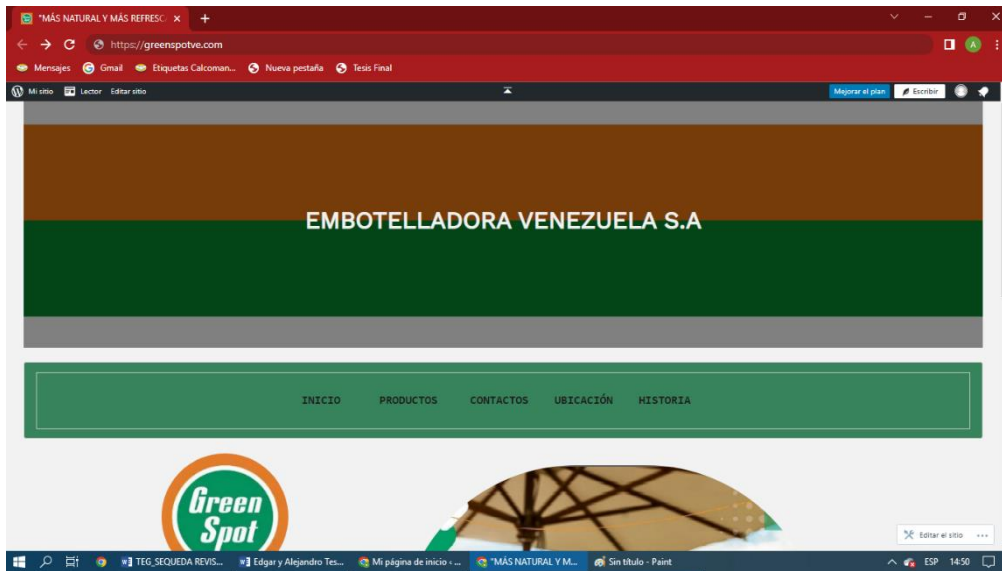 "MÁS NATURAL Y MÁS REFRESC
https://greenspotve.com
Mensajes Gmail Etiquetas Calcoman... Nueva pestaña Tesis Final
Mi sitio Lector Editar sitio Mejorar el plan Escribir
EMBOTELLADORA VENEZUELA S.A
INICIO PRODUCTOS CONTACTOS UBICACIÓN HISTORIA
Green
Spot
Editar el sitio
TEG_SEQUEDA REVIS... Edgar y Alejandro Tes... Mi página de inicio ‹ ... "MÁS NATURAL Y M... Sin título - Paint ESP 14:50